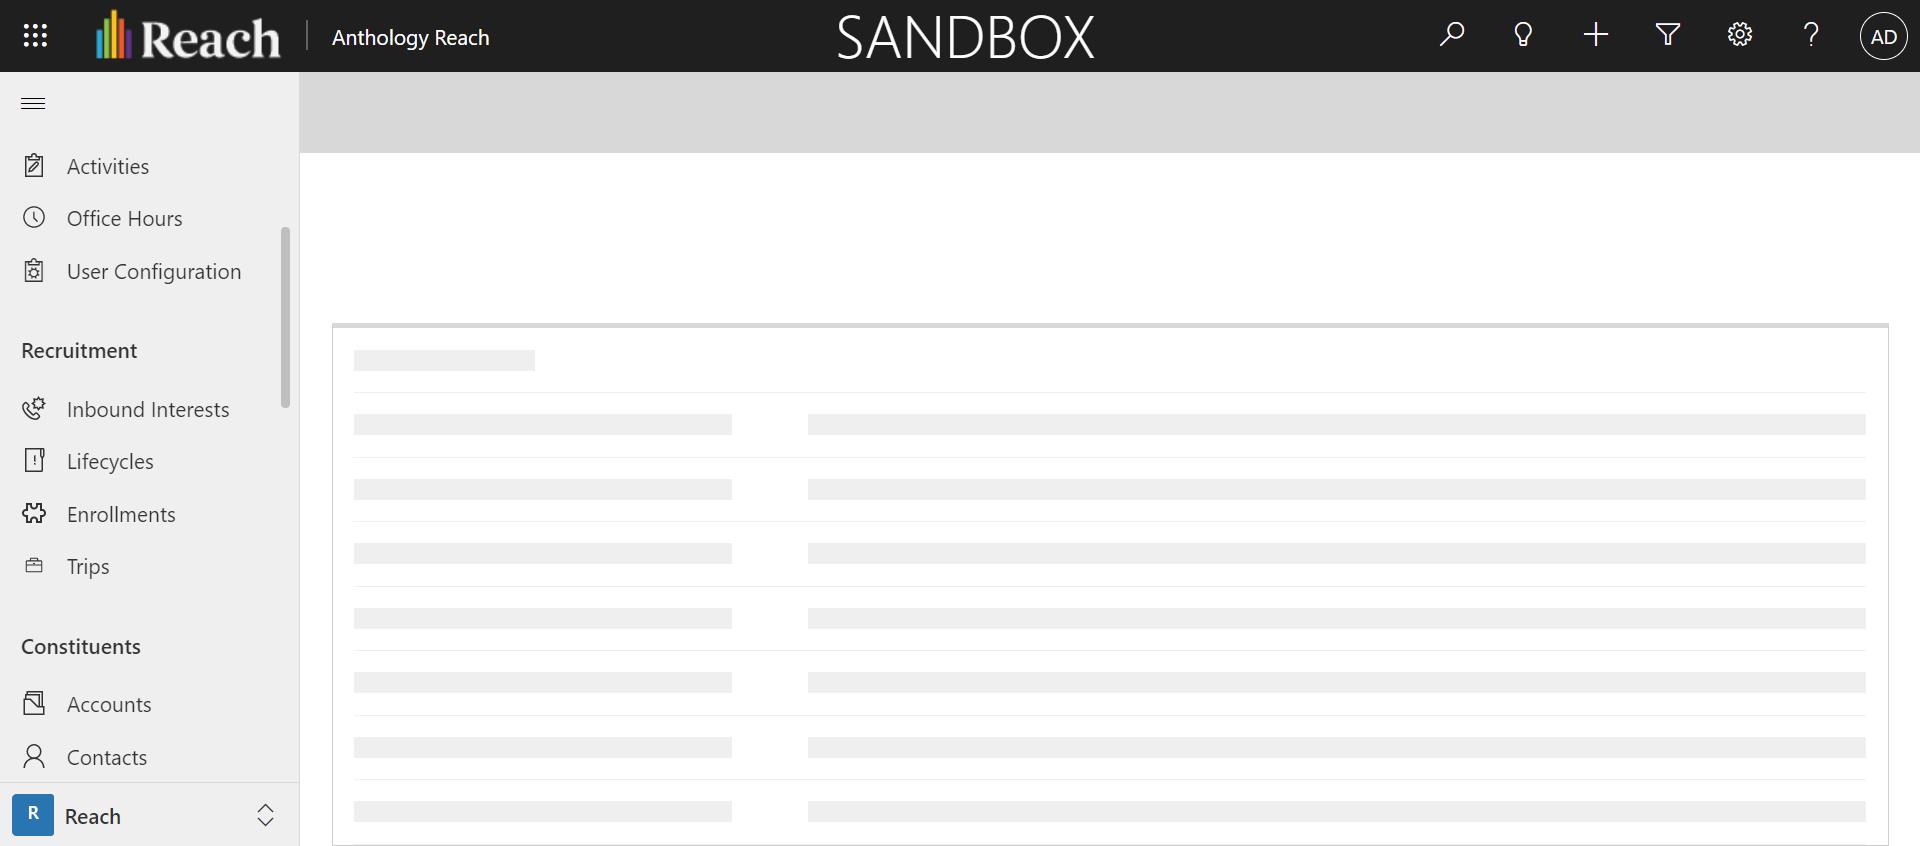 Reach
Anthology Reach
SANDBOX
AD
Activities
Office Hours
User Configuration
Recruitment
Inbound Interests
Lifecycles
Enrollments
Trips
Constituents
Accounts
Contacts
R
Reach